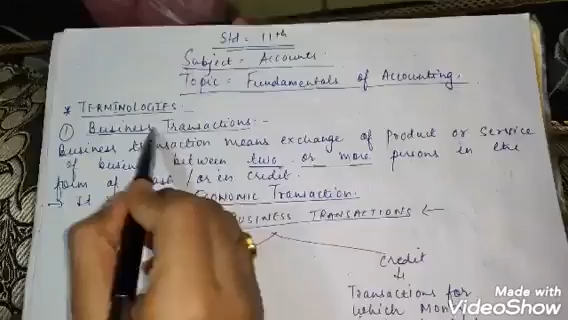 Std = 11th
Subject = Accounts
Topic = Fundamentals of Accounting.
* TERMINOLOGIES :-
① Business Transactions :-
Business transaction means exchange of Product or Service
of between two or more persons in the
form of /or in credit.
→ It ECONOMIC Transaction.
BUSINESS TRANSACTIONS ←
Credit
↓
Transactions for
which
Made with
VideoShow